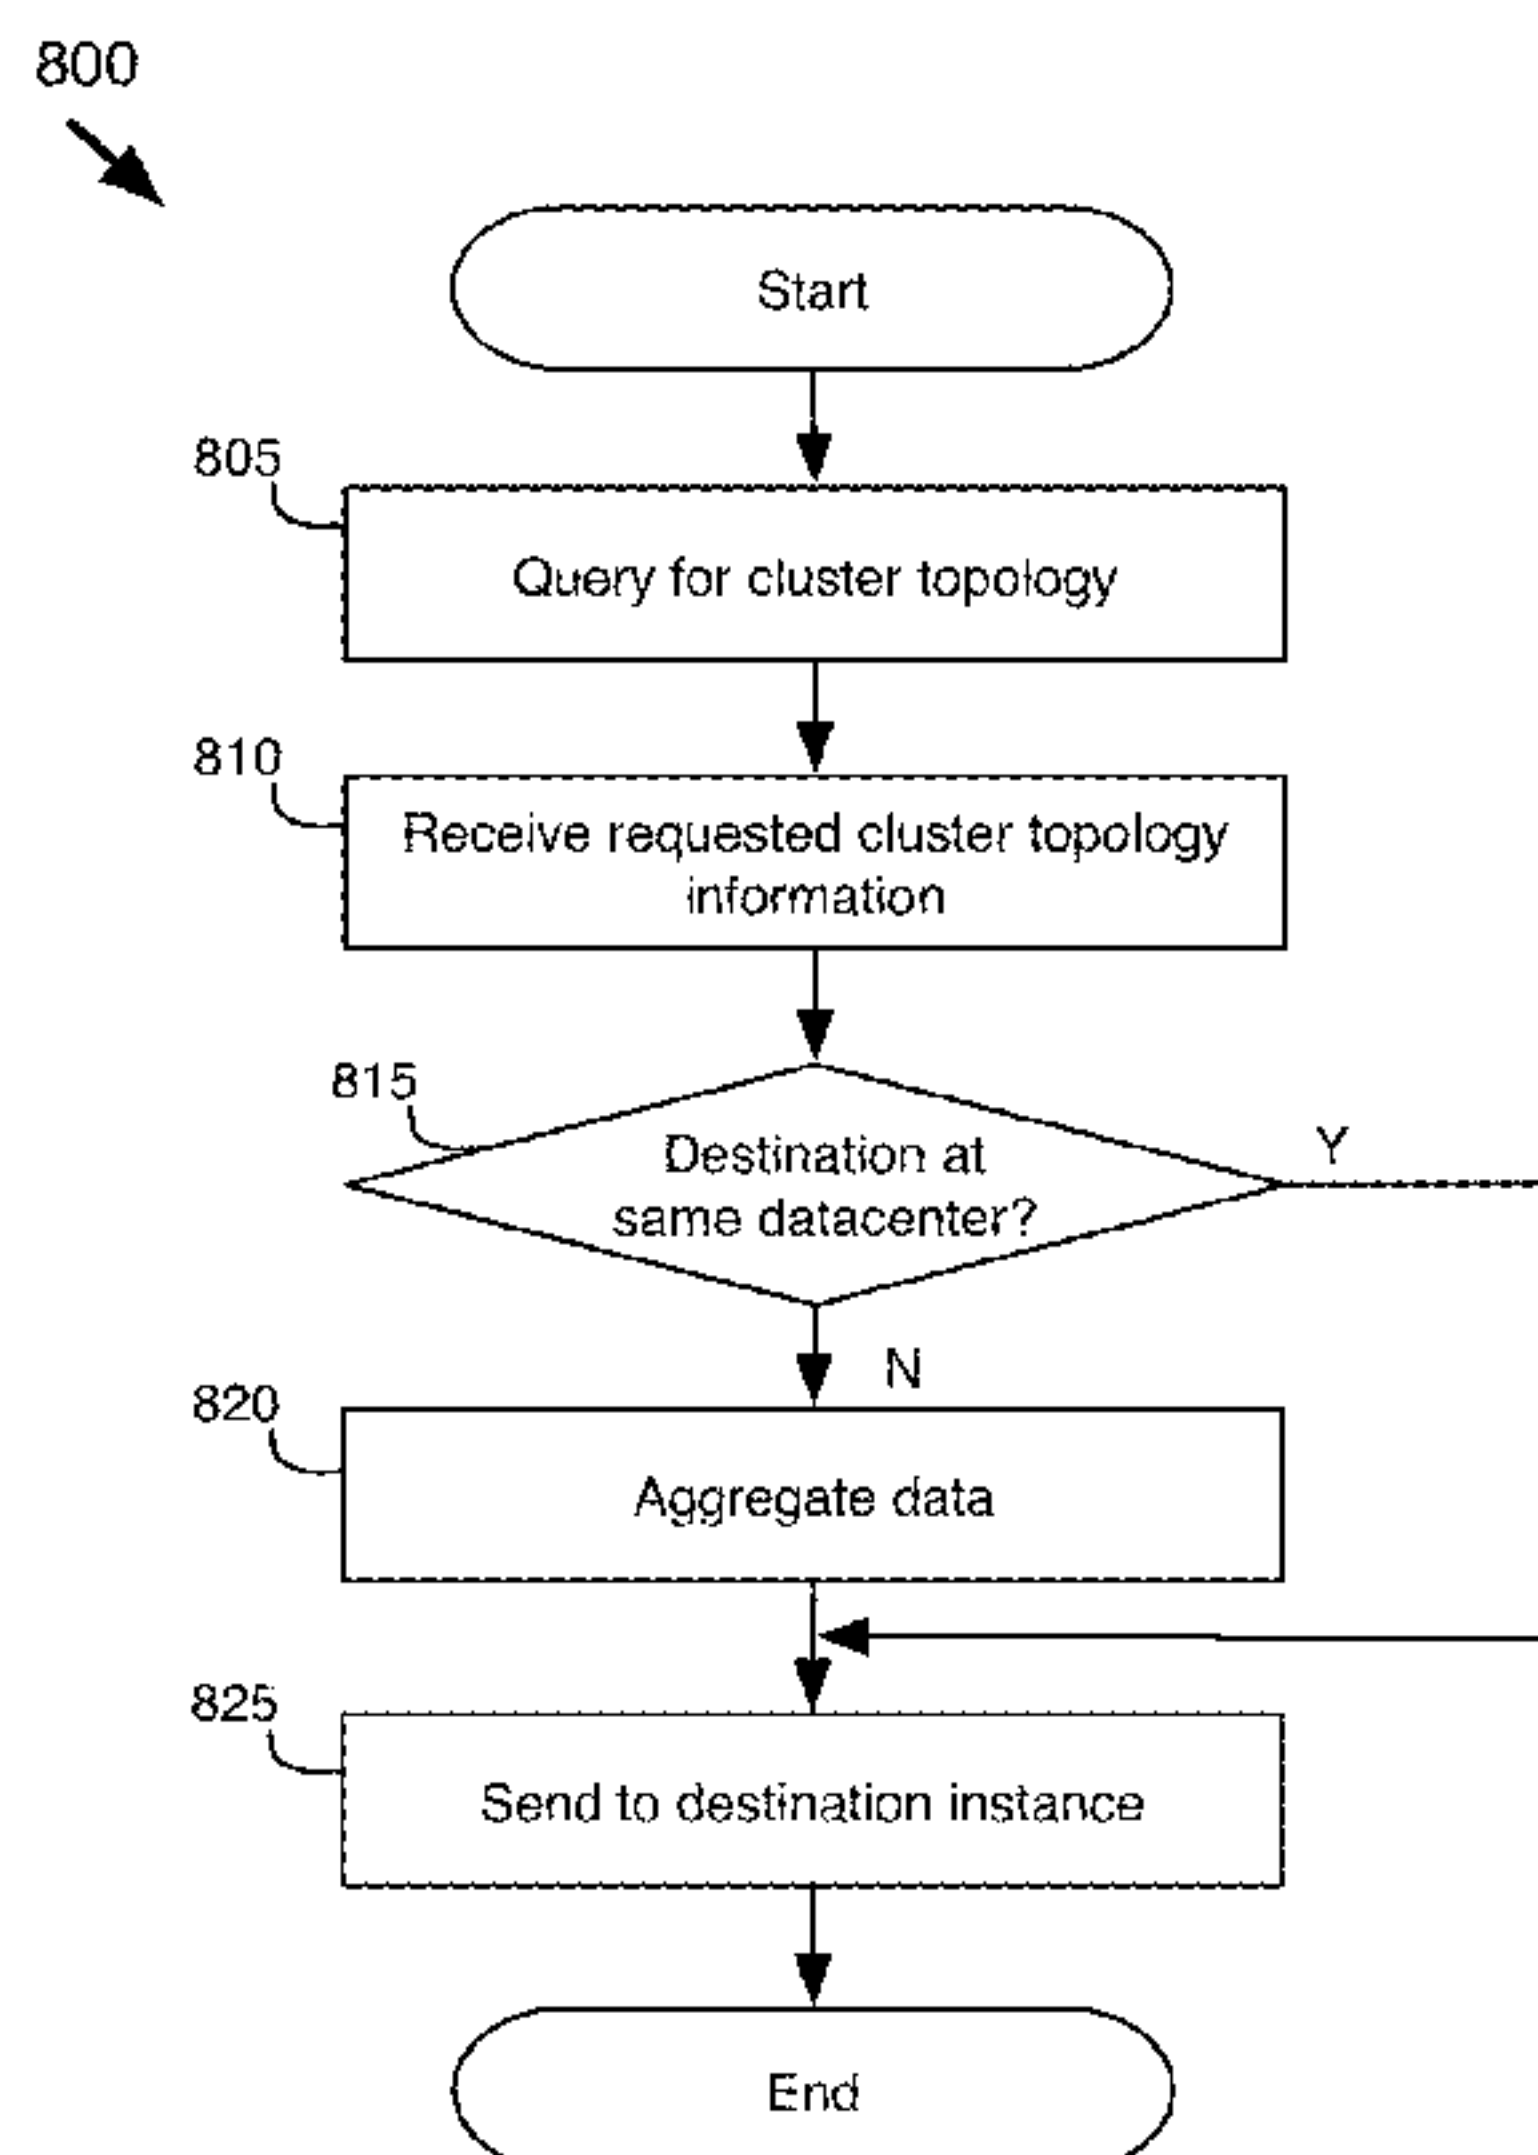 800
Start
805
Query for cluster topology
810
Receive requested cluster topology
information
815
Destination at
same datacenter?
Y
N
820
Aggregate data
825
Send to destination instance
End